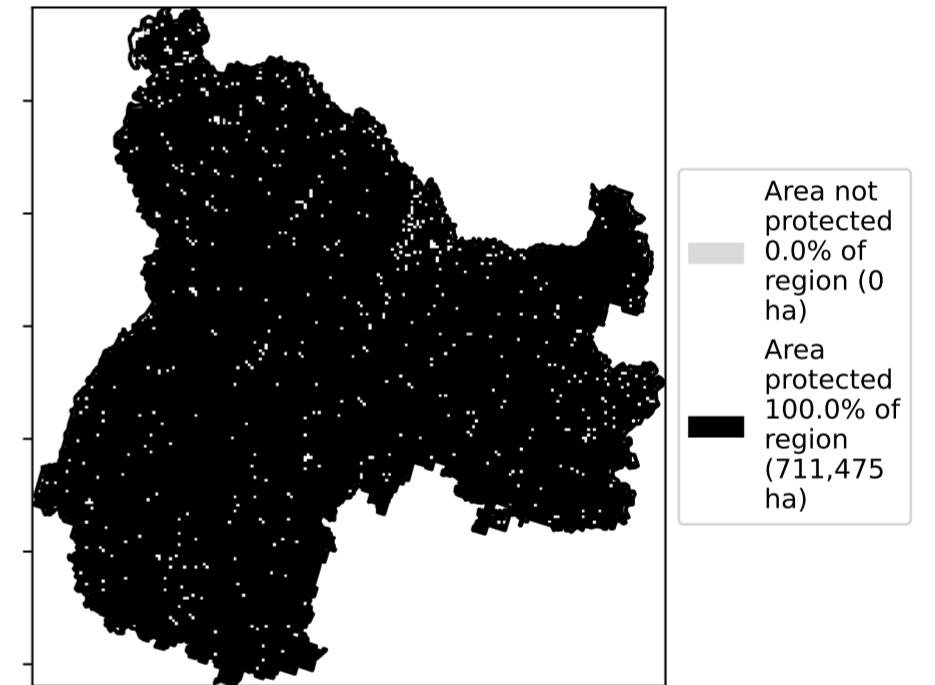 Area not
protected
0.0% of
region (0
ha)
Area
protected
100.0% of
region
(711,475
ha)